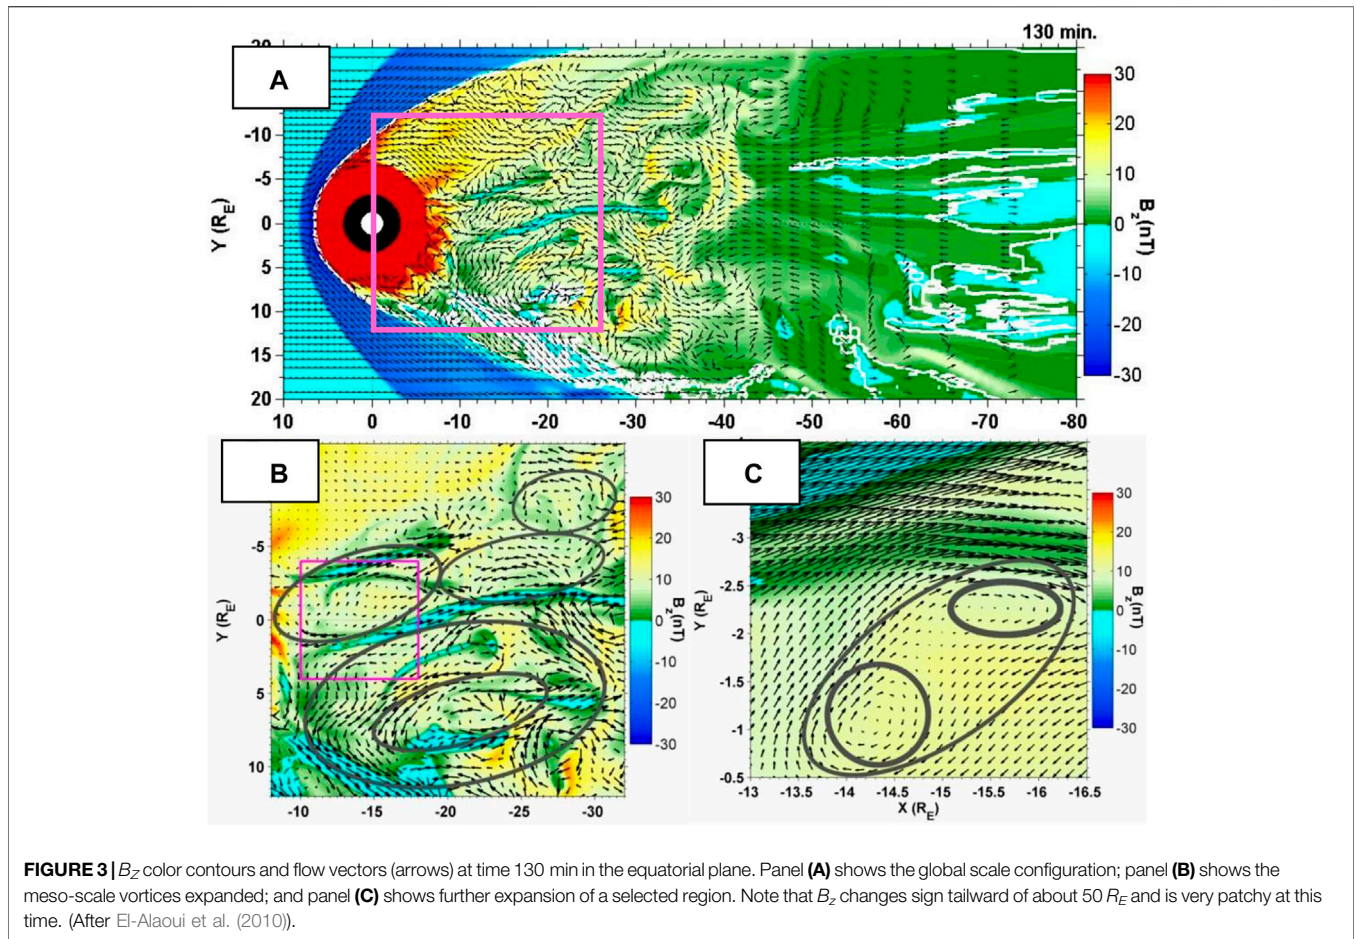 130 min.
A
20
-10
-5
0
5
10
15
20
Y (R_E)
10 0 -10 -20 -30 -40 -50 -60 -70 -80
30
20
10
0
-10
-20
-30
B_z (nT)
B
-5
0
5
10
Y (R_E)
-10 -15 -20 -25 -30
30
20
10
0
-10
-20
-30
B_z (nT)
C
-3
-2.5
-2
-1.5
-1
-0.5
Y (R_E)
-13 -13.5 -14 -14.5 -15 -15.5 -16 -16.5
X (R_E)
30
20
10
0
-10
-20
-30
B_z (nT)
FIGURE 3 | B_Z color contours and flow vectors (arrows) at time 130 min in the equatorial plane. Panel (A) shows the global scale configuration; panel (B) shows the
meso-scale vortices expanded; and panel (C) shows further expansion of a selected region. Note that B_z changes sign tailward of about 50 R_E and is very patchy at this
time. (After El-Alaoui et al. (2010)).